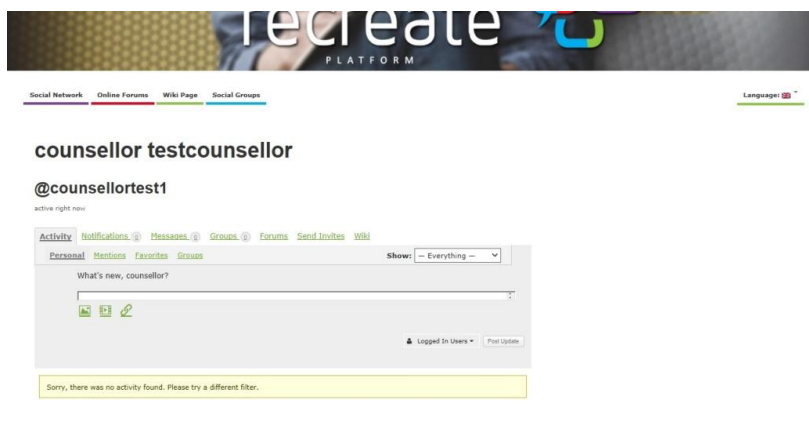 recreate
PLATFORM
Social Network Online Forums Wiki Page Social Groups Language:
counsellor testcounsellor
@counsellortest1
active right now
Activity Notifications Messages Groups Forums Send Invites Wiki
Personal Mentions Favorites Groups Show: — Everything —
What's new, counsellor?
Logged In Users Post Update
Sorry, there was no activity found. Please try a different filter.